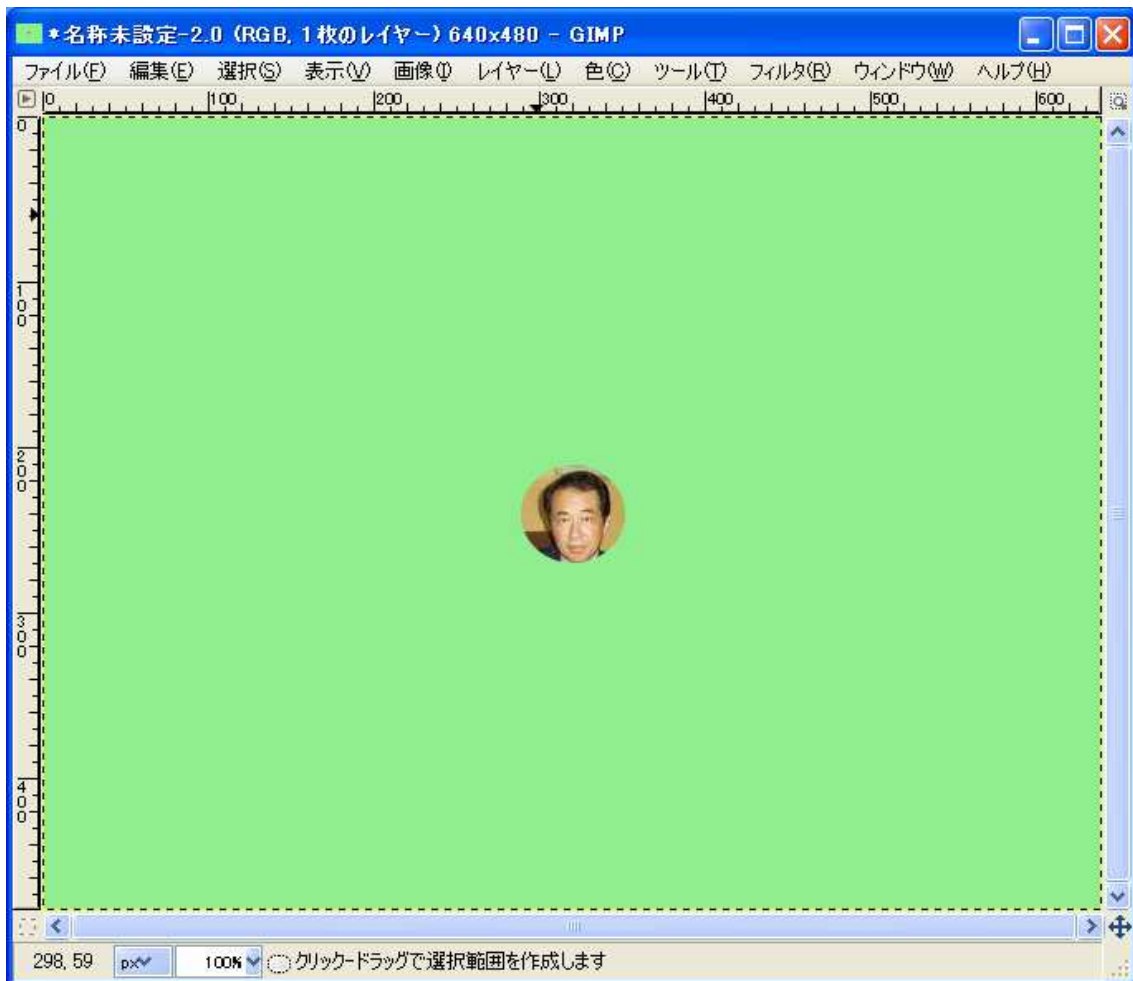 *名称未設定-2.0 (RGB, 1枚のレイヤー) 640x480 – GIMP
ファイル(F) 編集(E) 選択(S) 表示(V) 画像(I) レイヤー(L) 色(C) ツール(T) フィルタ(R) ウィンドウ(W) ヘルプ(H)
0 100 200 300 400 500 600
0
100
200
300
400
298, 59 px 100% クリック-ドラッグで選択範囲を作成します